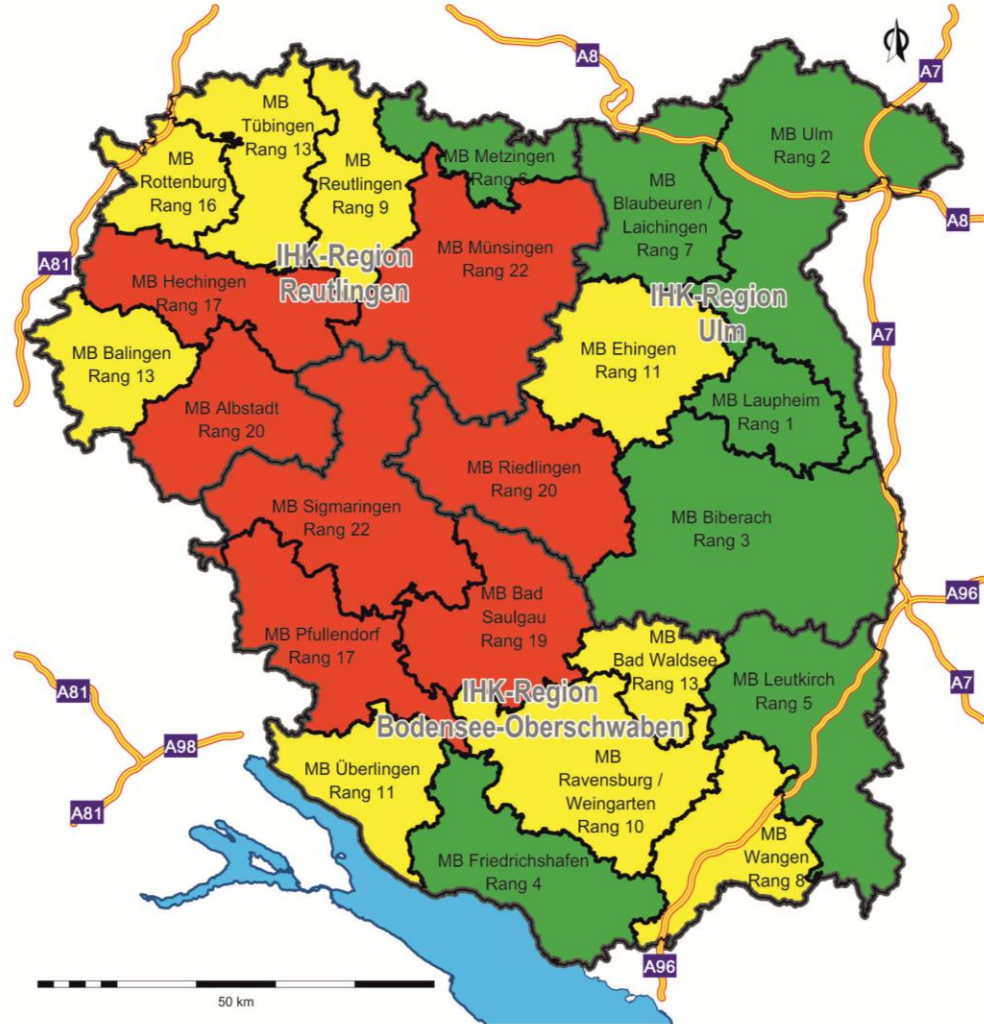 A8
A7
MB
Tübingen
Rang 13
MB Ulm
Rang 2
MB
Rottenburg
Rang 16
MB
Reutlingen
Rang 9
MB Metzingen
Rang 6
MB
Blaubeuren /
Laichingen
Rang 7
A8
A81
MB Münsingen
Rang 22
IHK-Region
Reutlingen
MB Hechingen
Rang 17
IHK-Region
Ulm
A7
MB Balingen
Rang 13
MB Ehingen
Rang 11
MB Albstadt
Rang 20
MB Laupheim
Rang 1
MB Riedlingen
Rang 20
MB Sigmaringen
Rang 22
MB Biberach
Rang 3
A96
MB Bad
Saulgau
Rang 19
MB Pfullendorf
Rang 17
MB
Bad Waldsee
Rang 13
MB Leutkirch
Rang 5
A7
A81
IHK-Region
Bodensee-Oberschwaben
A98
MB Überlingen
Rang 11
MB
Ravensburg /
Weingarten
Rang 10
A81
MB
Wangen
Rang 8
MB Friedrichshafen
Rang 4
A96
50 km